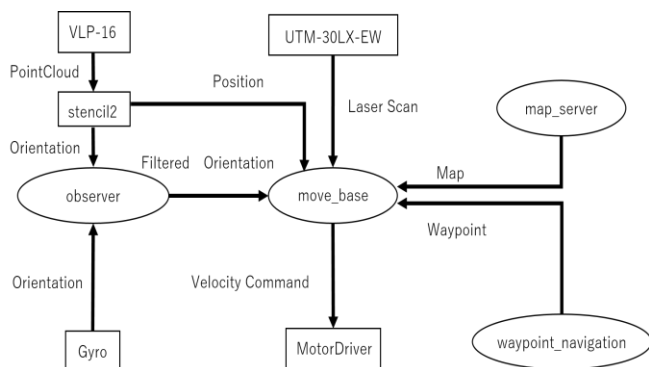 VLP-16
UTM-30LX-EW
PointCloud
Position
stencil2
Laser Scan
map_server
Orientation
Filtered Orientation
observer
move_base
Map
Waypoint
Orientation
Velocity Command
Gyro
MotorDriver
waypoint_navigation